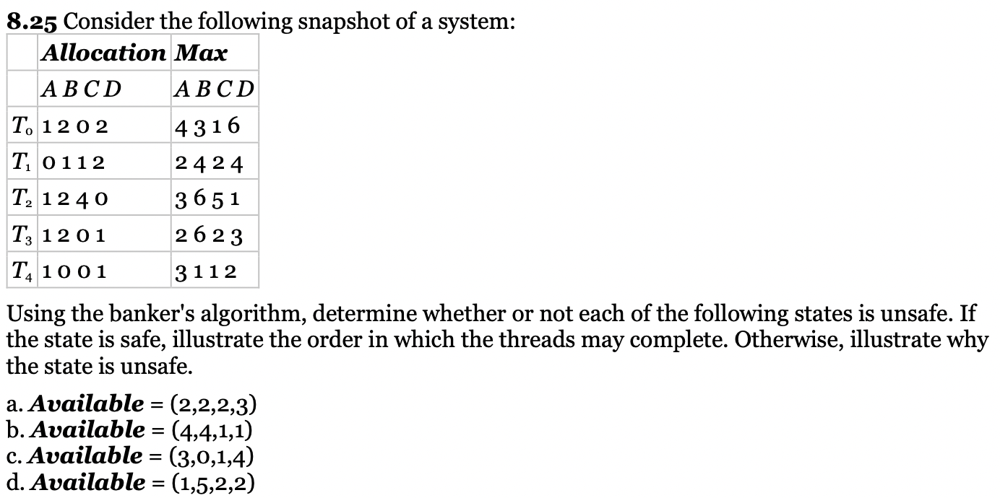 8.25 Consider the following snapshot of a system:
Allocation Max
A B C D A B C D
T₀ 1 2 0 2 4 3 1 6
T₁ 0 1 1 2 2 4 2 4
T₂ 1 2 4 0 3 6 5 1
T₃ 1 2 0 1 2 6 2 3
T₄ 1 0 0 1 3 1 1 2
Using the banker's algorithm, determine whether or not each of the following states is unsafe. If
the state is safe, illustrate the order in which the threads may complete. Otherwise, illustrate why
the state is unsafe.
a. Available = (2,2,2,3)
b. Available = (4,4,1,1)
c. Available = (3,0,1,4)
d. Available = (1,5,2,2)